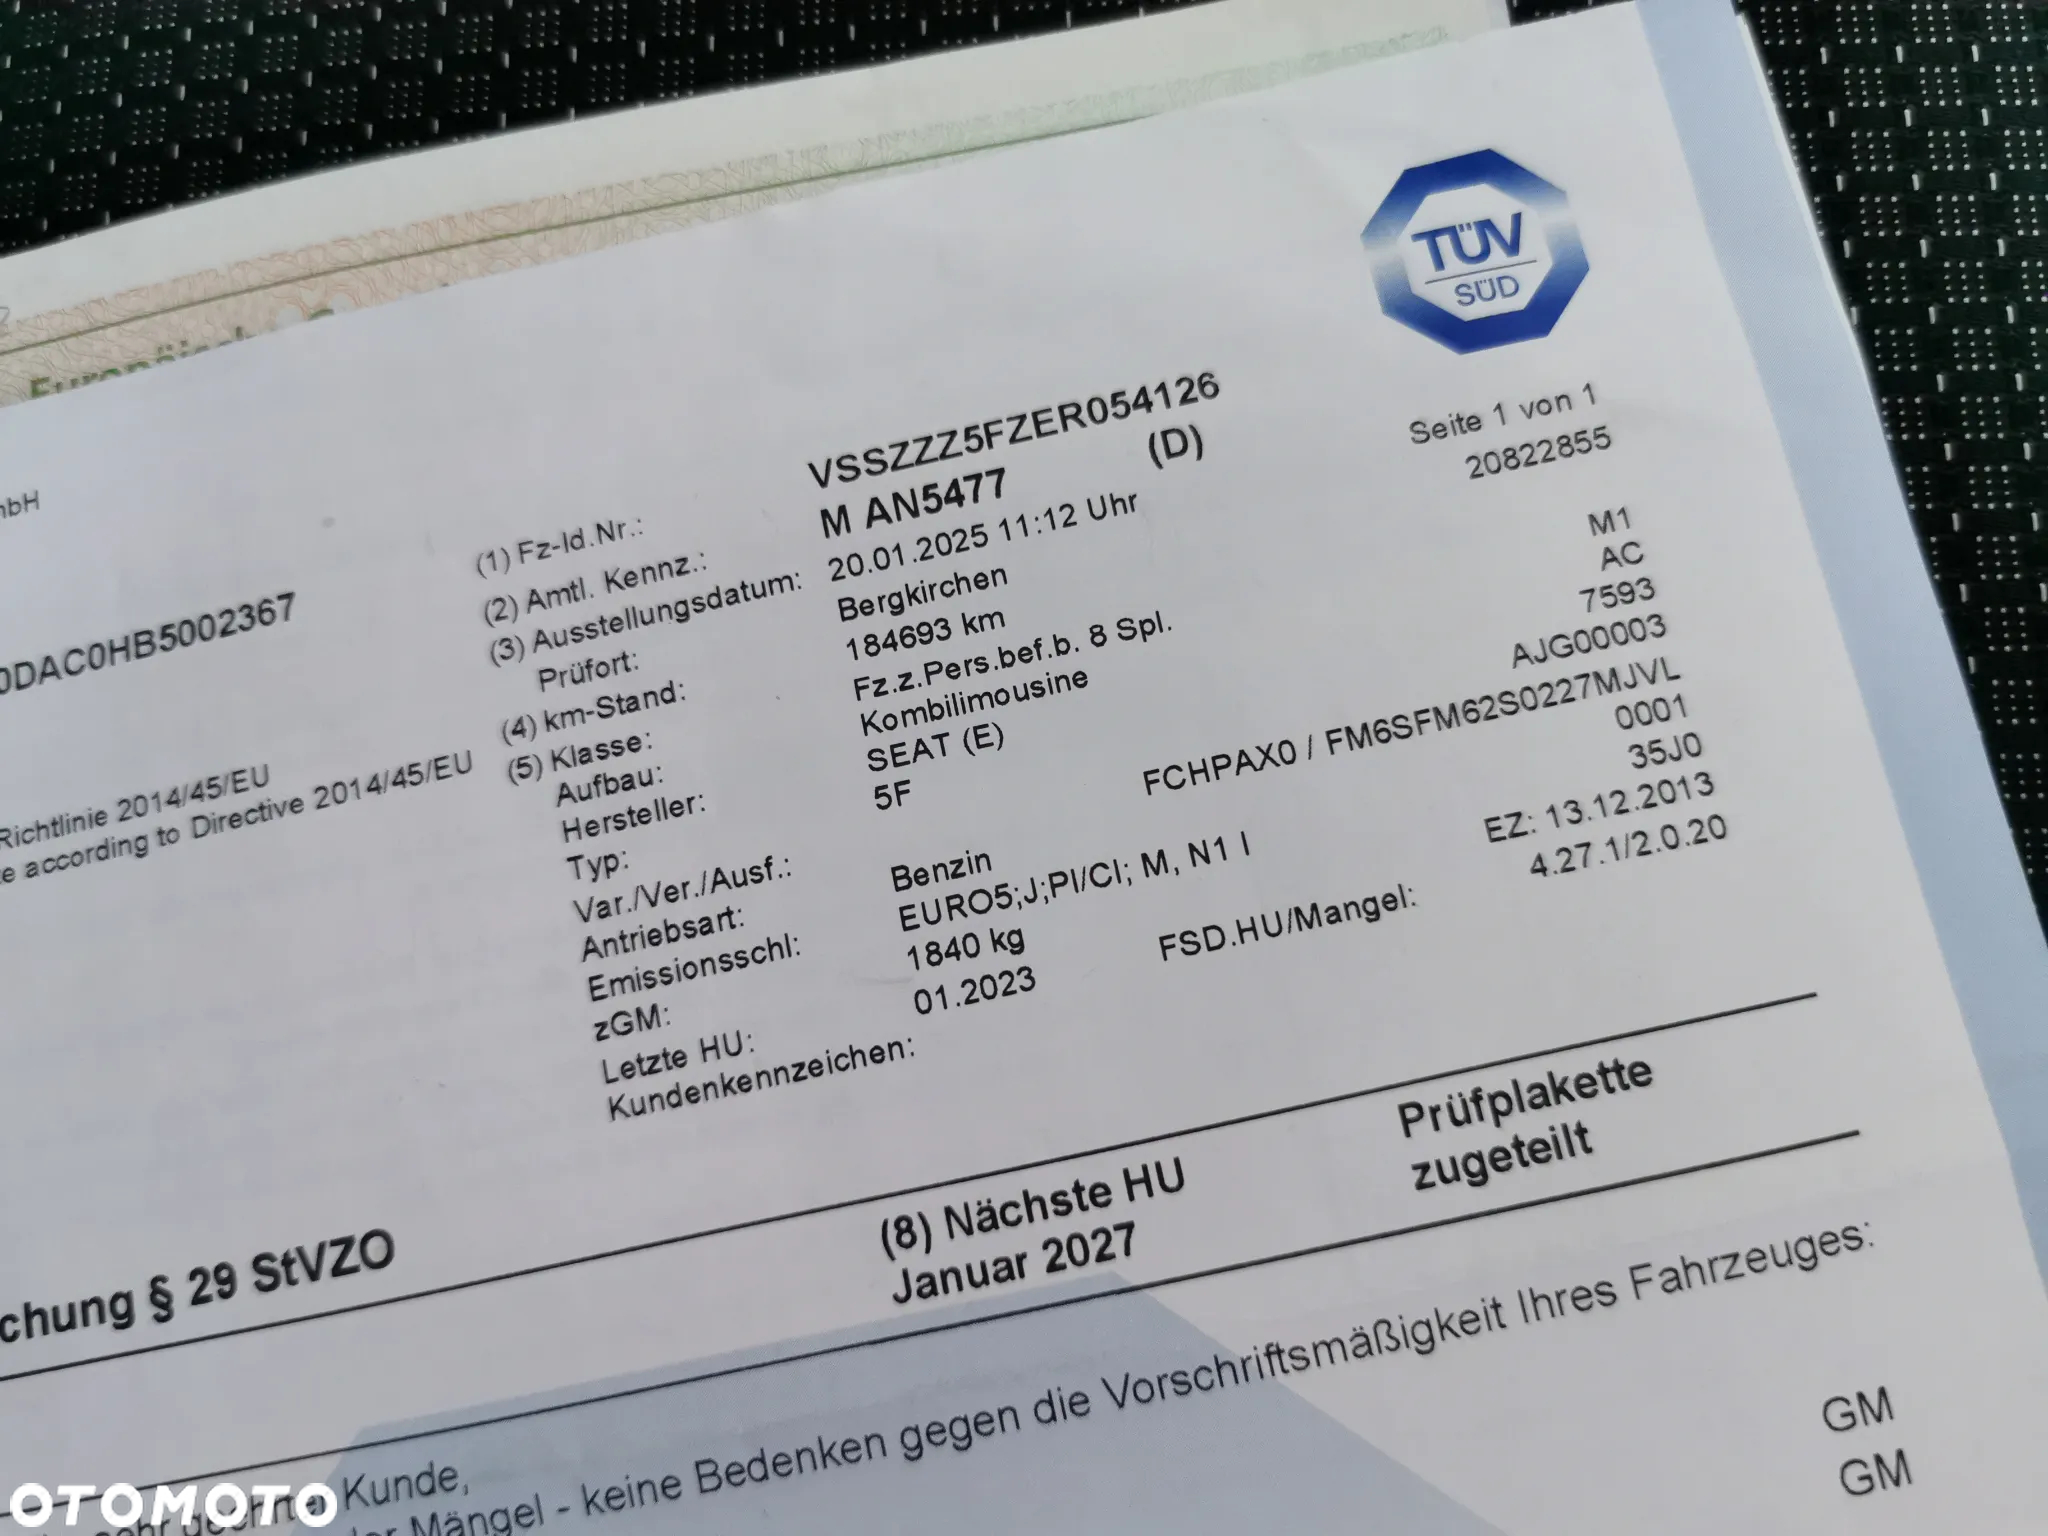 TÜV
SÜD
Seite 1 von 1
20822855
(1) Fz-Id.Nr.: VSSZZZ5FZER054126
(2) Amtl. Kennz.: M AN5477 (D)
(3) Ausstellungsdatum: 20.01.2025 11:12 Uhr
Prüfort: Bergkirchen
(4) km-Stand: 184693 km
(5) Klasse: Fz.z.Pers.bef.b. 8 Spl. M1
Aufbau: Kombilimousine AC
Hersteller: SEAT (E) 7593
Typ: 5F AJG00003
Var./Ver./Ausf.: FCHPAX0 / FM6SFM62S0227MJVL
Antriebsart: Benzin 0001
Emissionsschl: EURO5;J;PI/CI; M, N1 I 35J0
zGM: 1840 kg EZ: 13.12.2013
Letzte HU: 01.2023 FSD.HU/Mangel: 4.27.1/2.0.20
Kundenkennzeichen:
0DAC0HB5002367
Richtlinie 2014/45/EU
according to Directive 2014/45/EU
§ 29 StVZO
(8) Nächste HU
Januar 2027
Prüfplakette
zugeteilt
Kunde,
Mängel - keine Bedenken gegen die Vorschriftsmäßigkeit Ihres Fahrzeuges:
GM
GM
OTOMOTO